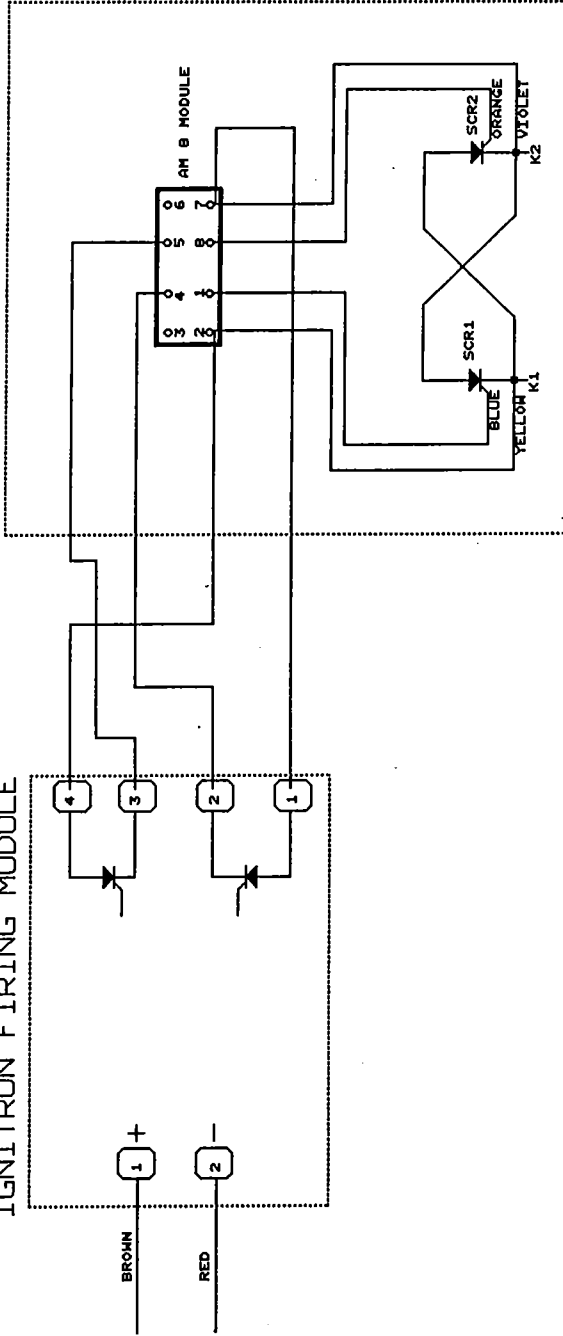 IGNITRON FIRING MODULE
BROWN
RED
1 +
2 -
4
3
2
1
AM B MODULE
3 4 5 6
2 1 8 7
SCR1
BLUE
YELLOW
K1
SCR2
ORANGE
VIOLET
K2